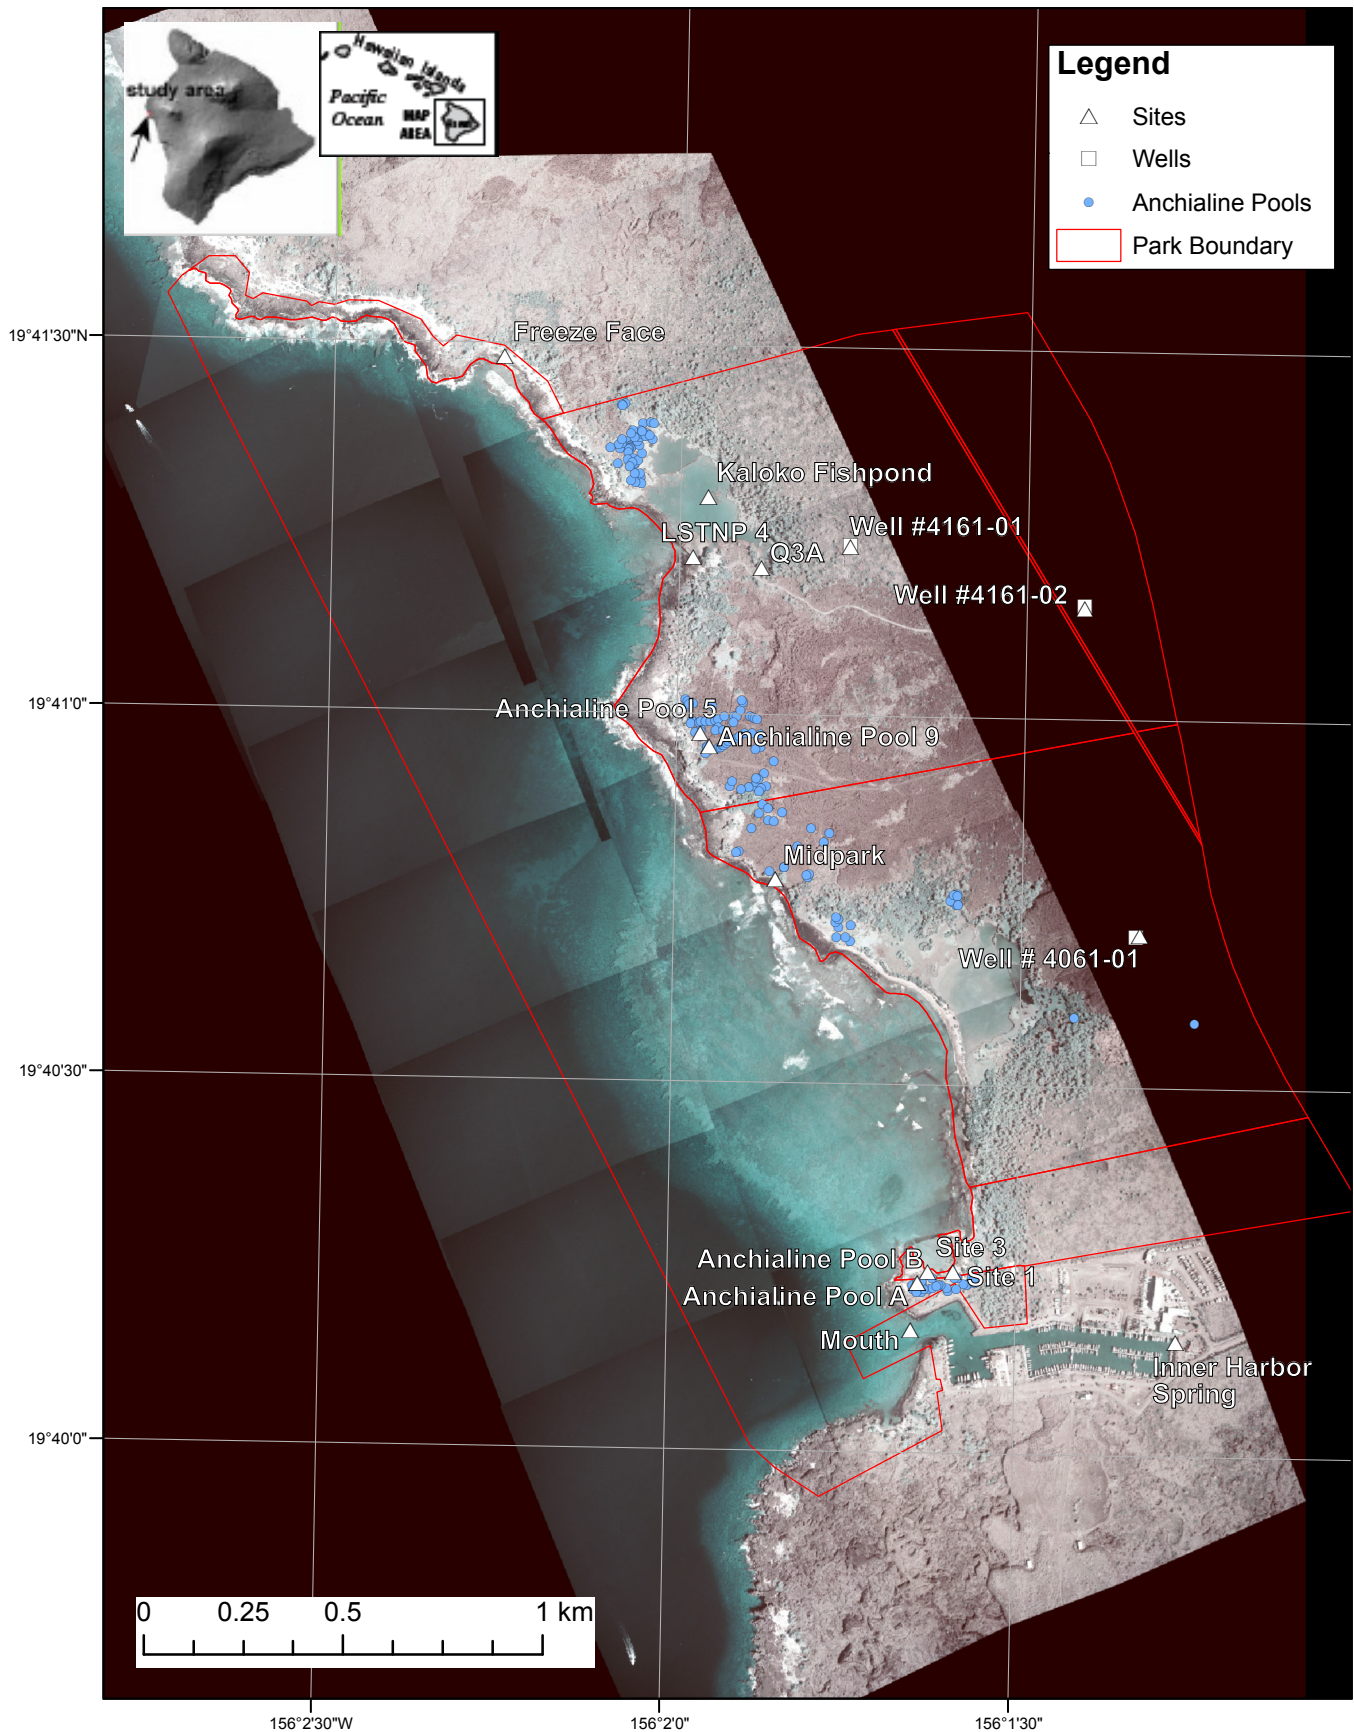 study area
Hawaiian Islands
Pacific
Ocean
MAP
AREA
Legend
Sites
Wells
Anchialine Pools
Park Boundary
19°41'30"N
Freeze Face
Kaloko Fishpond
LSTNP 4
Q3A
Well #4161-01
Well #4161-02
19°41'0"
Anchialine Pool 5
Anchialine Pool 9
Midpark
Well # 4061-01
19°40'30"
Site 3
Anchialine Pool B
Site 1
Anchialine Pool A
Mouth
Inner Harbor
Spring
19°40'0"
0 0.25 0.5 1 km
156°2'30"W 156°2'0" 156°1'30"